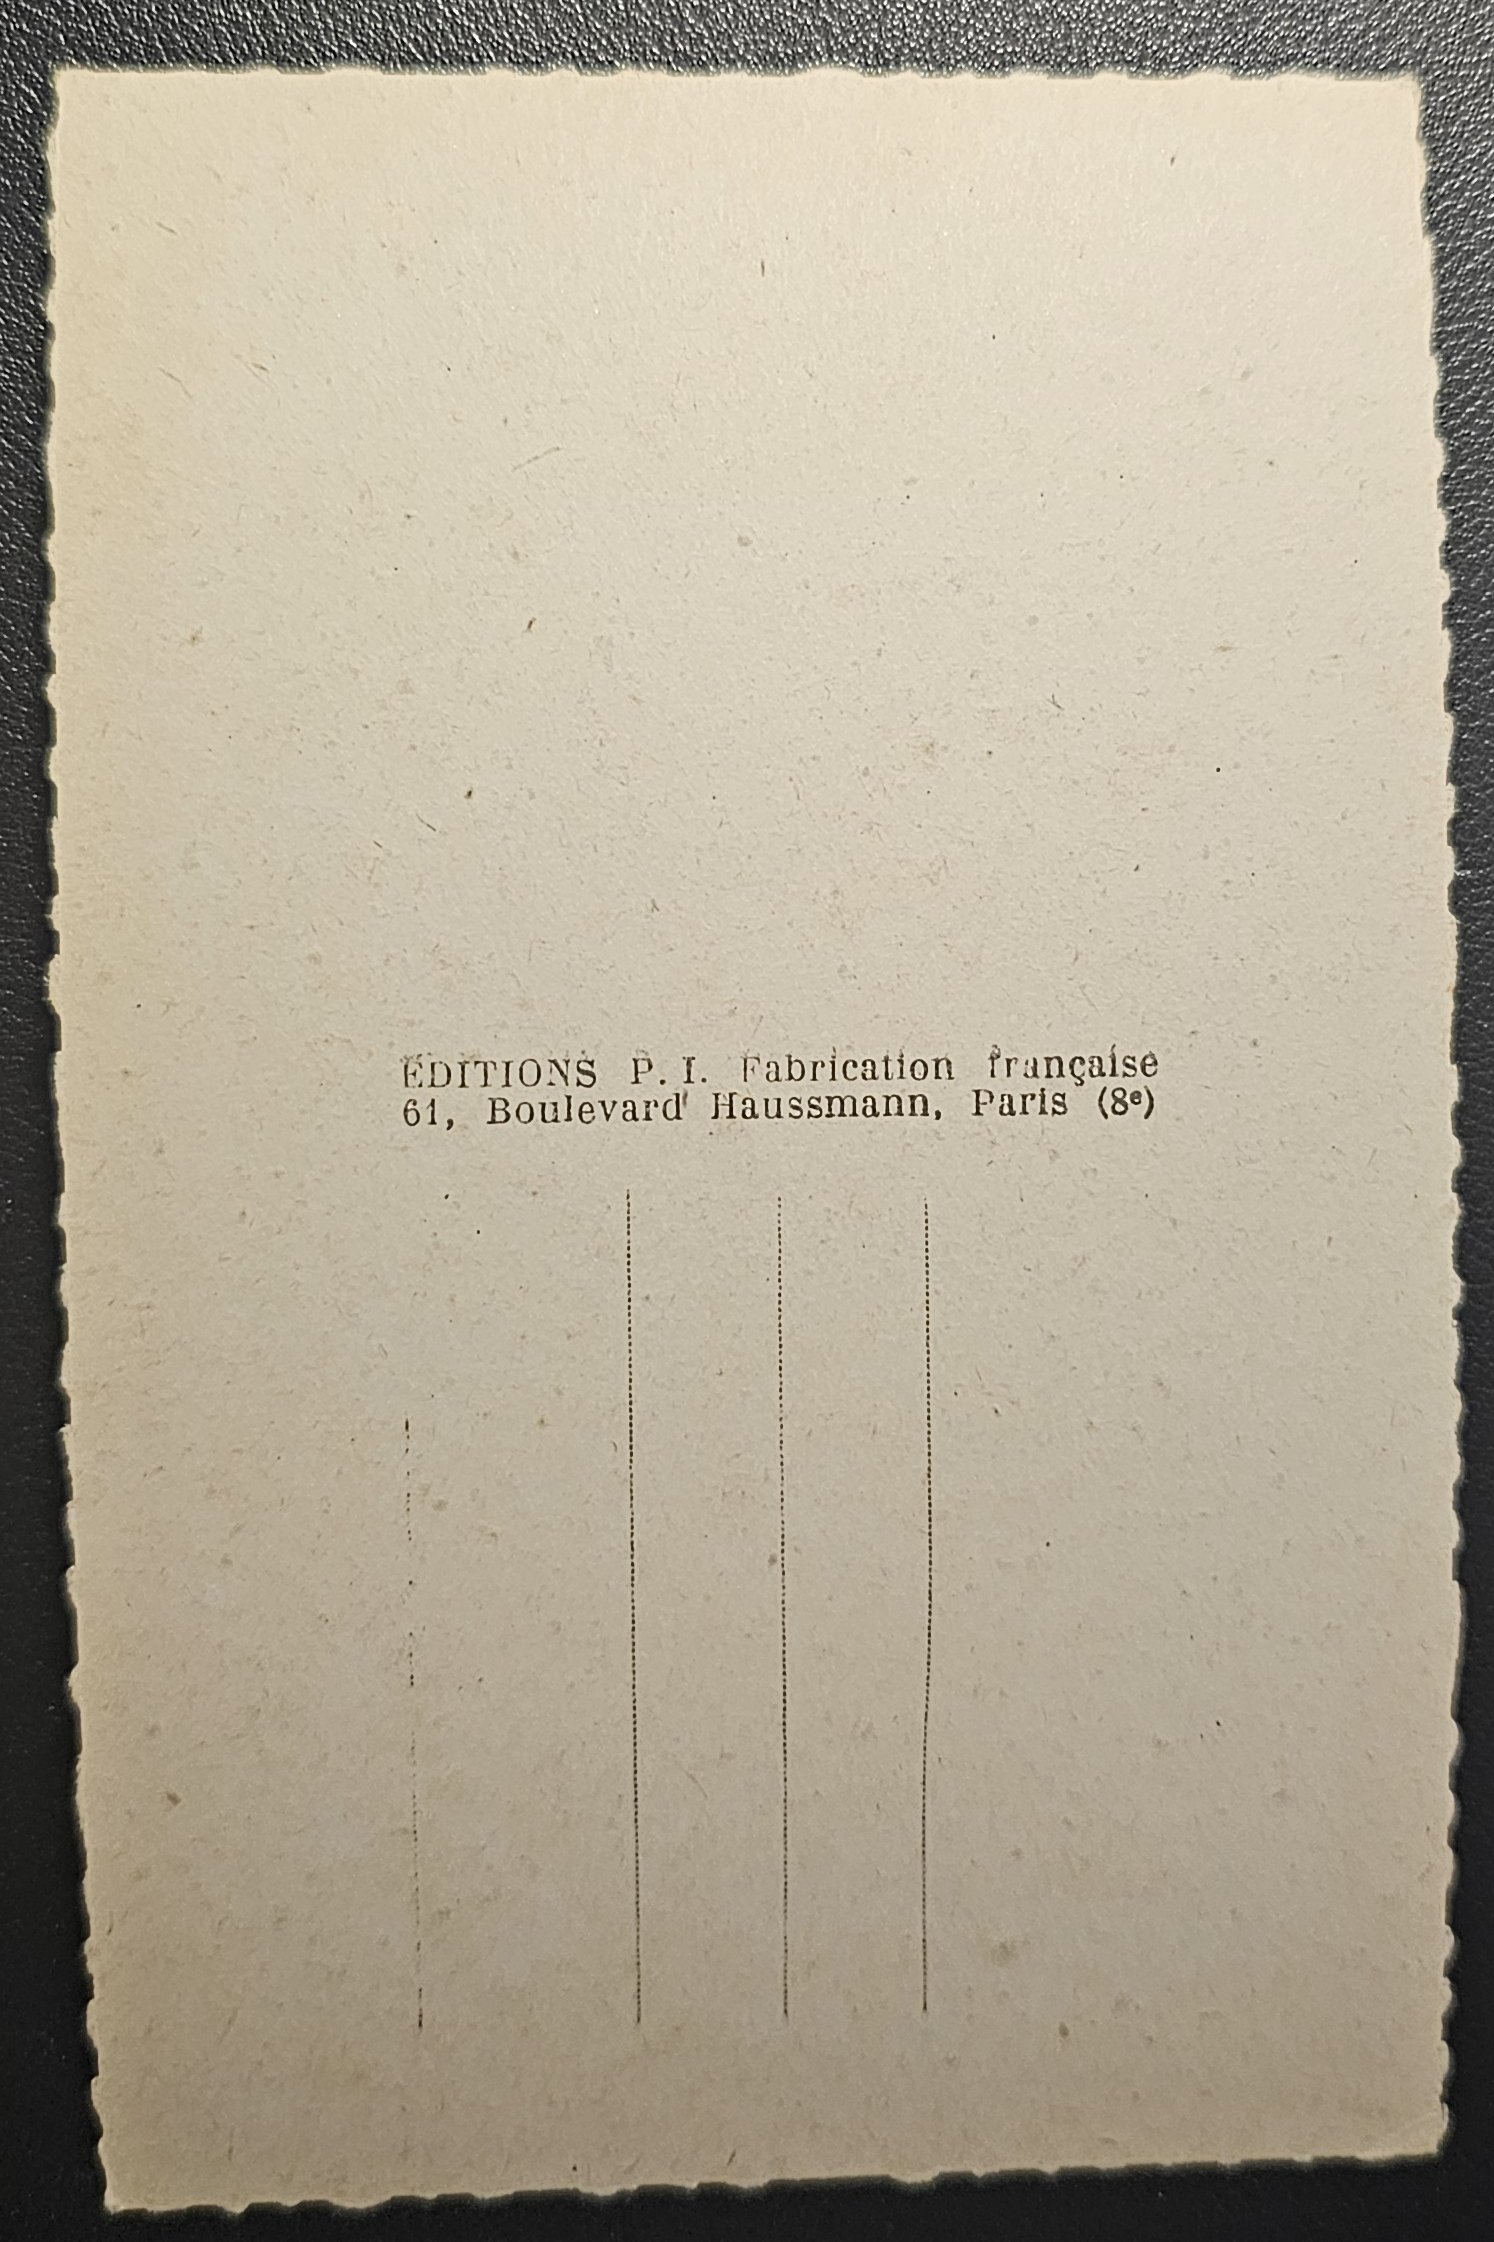 ÉDITIONS P. I. Fabrication française
61, Boulevard Haussmann, Paris (8ᵉ)